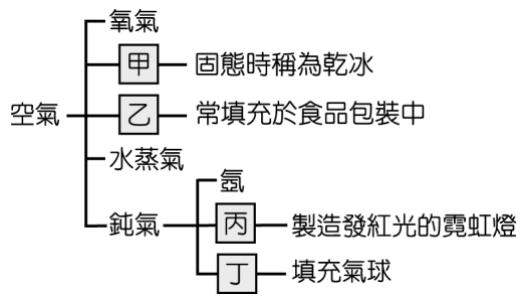 氧氣
甲 固態時稱為乾冰
空氣 乙 常填充於食品包裝中
水蒸氣
氬
鈍氣 丙 製造發紅光的霓虹燈
丁 填充氣球